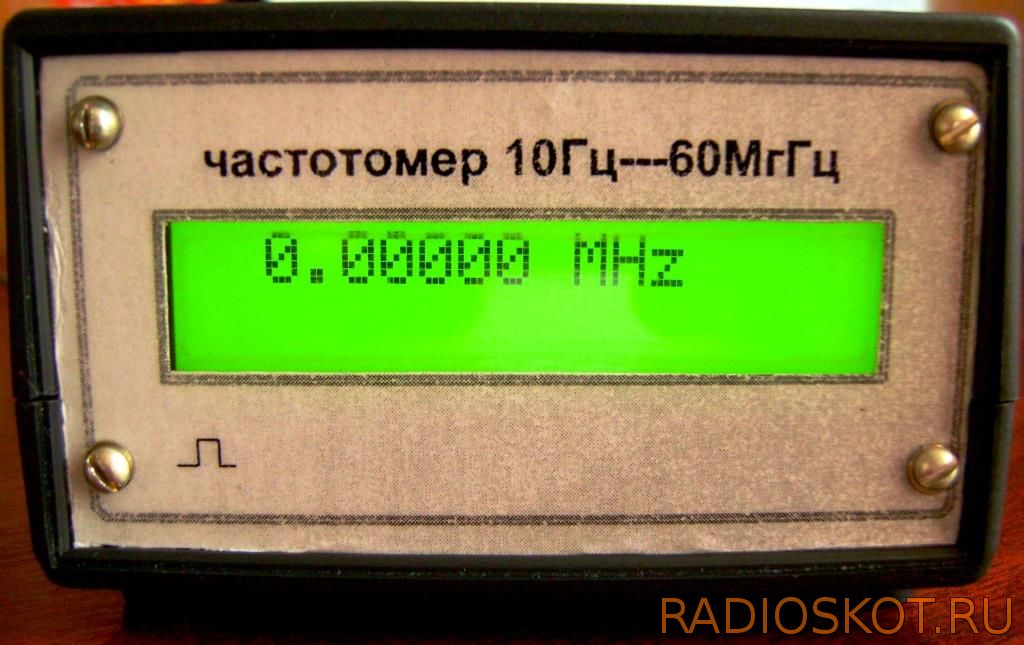 частотомер 10Гц---60МгГц
0.00000 MHz
RADIOSKOT.RU